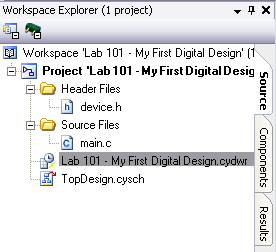 Workspace Explorer (1 project)
Workspace 'Lab 101 - My First Digital Design' (1
Project 'Lab 101 - My First Digital Desig
Header Files
device.h
Source Files
main.c
Lab 101 - My First Digital Design.cydwr
TopDesign.cysch
Source
Components
Results